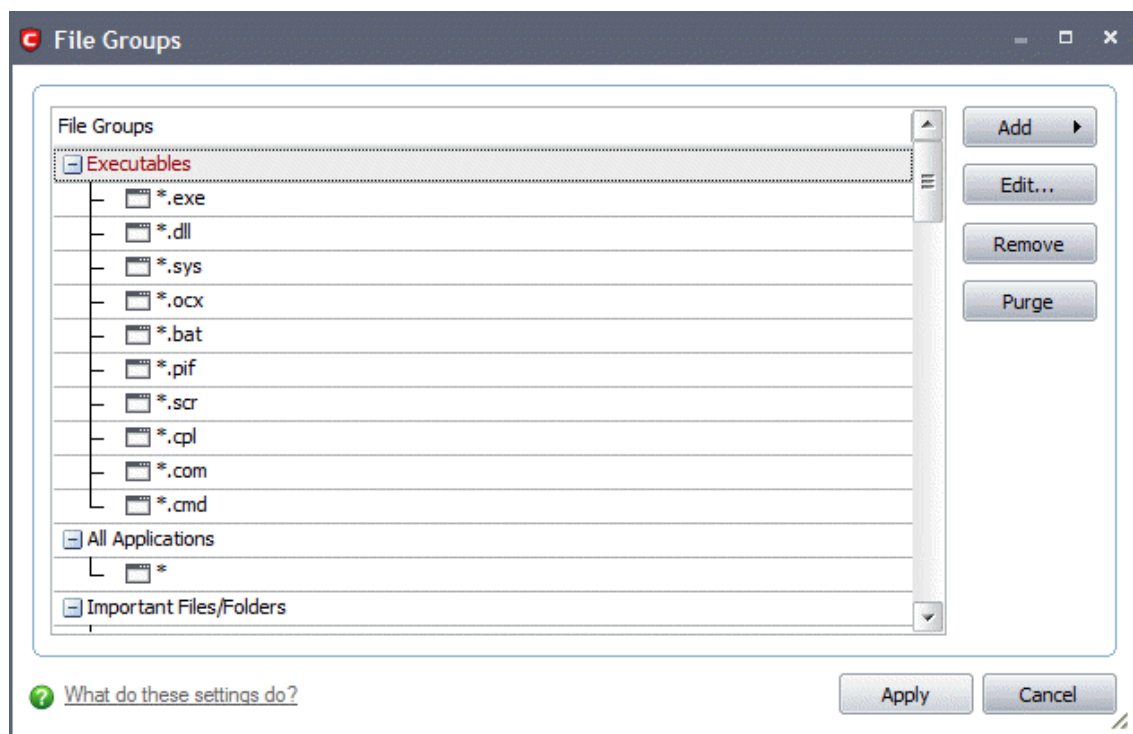 File Groups
File Groups
Executables
*.exe
*.dll
*.sys
*.ocx
*.bat
*.pif
*.scr
*.cpl
*.com
*.cmd
All Applications
*
Important Files/Folders
Add
Edit...
Remove
Purge
What do these settings do?
Apply
Cancel